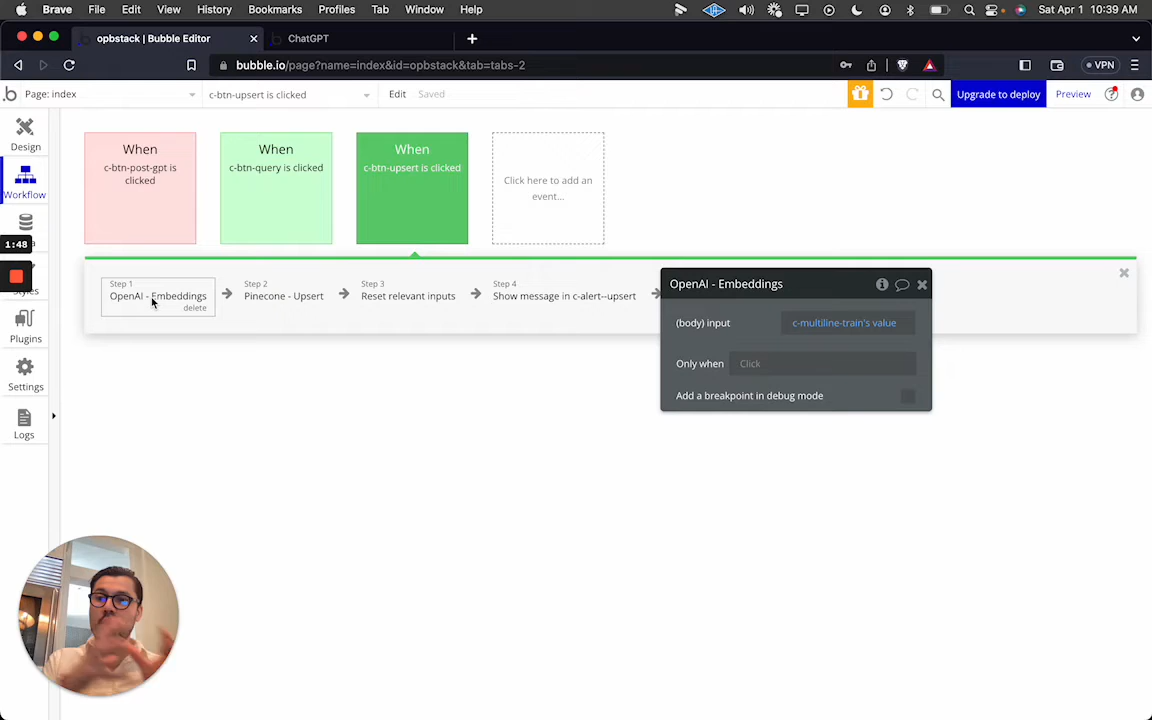 Brave File Edit View History Bookmarks Profiles Tab Window Help Sat Apr 1 10:39 AM
opbstack | Bubble Editor ChatGPT
bubble.io/page?name=index&id=opbstack&tab=tabs-2 VPN
Page: index c-btn-upsert is clicked Edit Saved Upgrade to deploy Preview
Design
Workflow
1:48
Plugins
Settings
Logs
When
c-btn-post-gpt is
clicked
When
c-btn-query is clicked
When
c-btn-upsert is clicked
Click here to add an
event...
Step 1
OpenAI - Embeddings
delete
Step 2
Pinecone - Upsert
Step 3
Reset relevant inputs
Step 4
Show message in c-alert--upsert
OpenAI - Embeddings
(body) input c-multiline-train's value
Only when Click
Add a breakpoint in debug mode